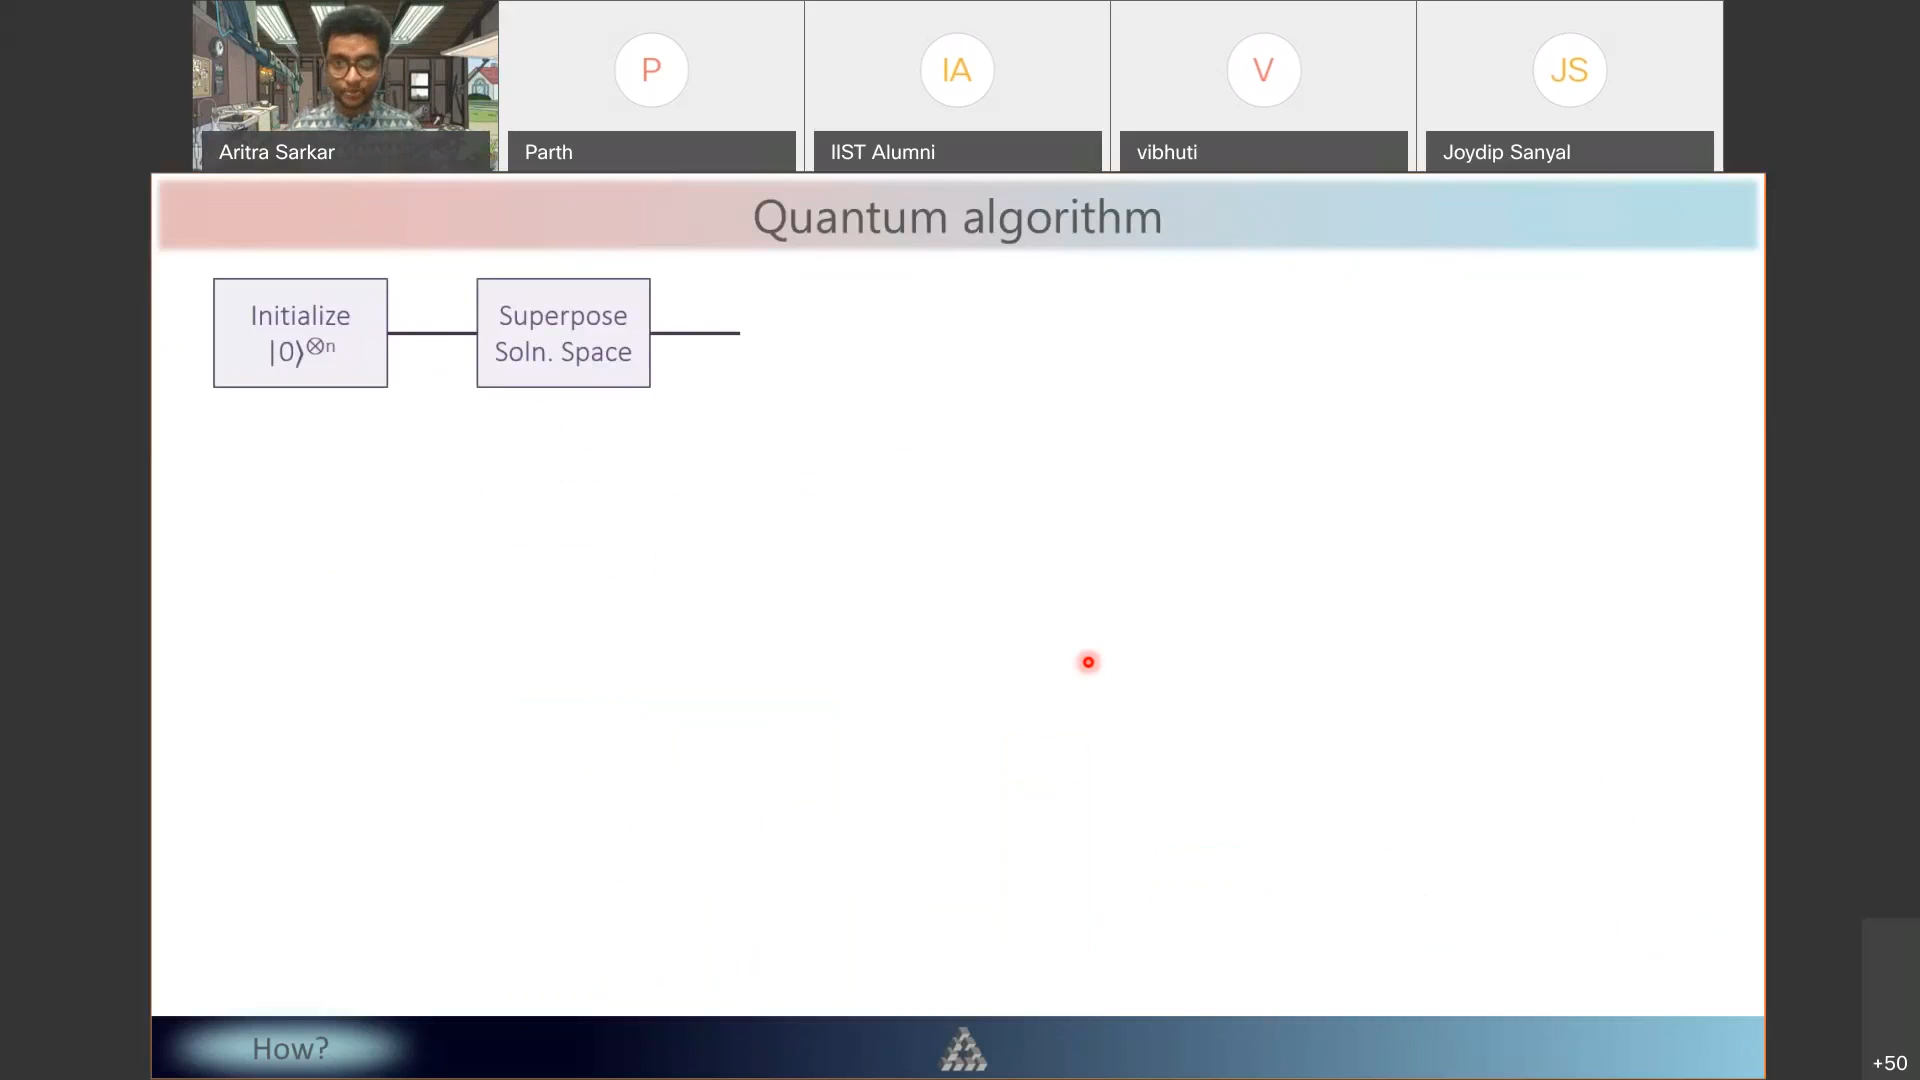 P
IA
V
JS
Aritra Sarkar
Parth
IIST Alumni
vibhuti
Joydip Sanyal
Quantum algorithm
Initialize
|0⟩⊗n
Superpose
Soln. Space
How?
+50